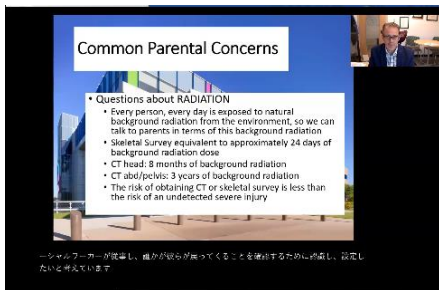 Common Parental Concerns
• Questions about RADIATION
• Every person, every day is exposed to natural
background radiation from the environment, so we can
talk to parents in terms of this background radiation
• Skeletal Survey equivalent to approximately 24 days of
background radiation dose
• CT head: 8 months of background radiation
• CT abd/pelvis: 3 years of background radiation
• The risk of obtaining CT or skeletal survey is less than
the risk of an undetected severe injury
ーシャルワーカーが従事し、誰かが彼らが戻ってくることを確認するために認識し、設定し
たいと考えています